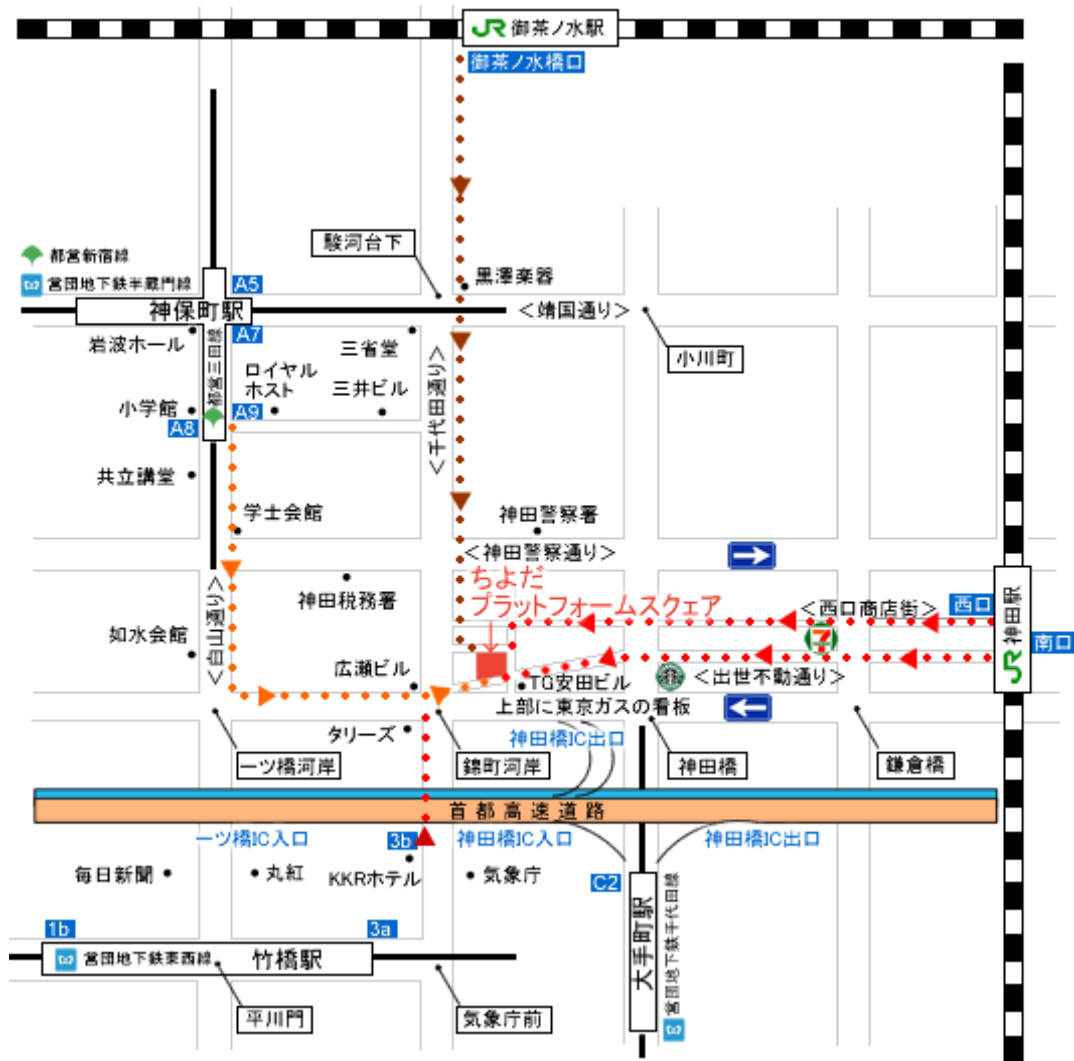 JR 御茶ノ水駅
御茶ノ水橋口
駿河台下
都営新宿線
営団地下鉄半蔵門線
A5
黒澤楽器
神保町駅
<靖国通り>
岩波ホール
A7
都営三田線
三省堂
小川町
ロイヤル
ホスト
三井ビル
<千代田通り>
小学館
A9
A8
共立講堂
学士会館
神田警察署
<神田警察通り>
ちよだ
プラットフォームスクェア
神田税務署
<西口商店街>
西口
神田駅
南口
如水会館
<白山通り>
広瀬ビル
7
TG安田ビル
<出世不動通り>
上部に東京ガスの看板
タリーズ
神田橋IC出口
一ツ橋河岸
錦町河岸
神田橋
鎌倉橋
首都高速道路
一ツ橋IC入口
3b
神田橋IC入口
神田橋IC出口
毎日新聞
丸紅
KKRホテル
気象庁
C2
大手町駅
営団地下鉄千代田線
1b
3a
営団地下鉄東西線
竹橋駅
平川門
気象庁前